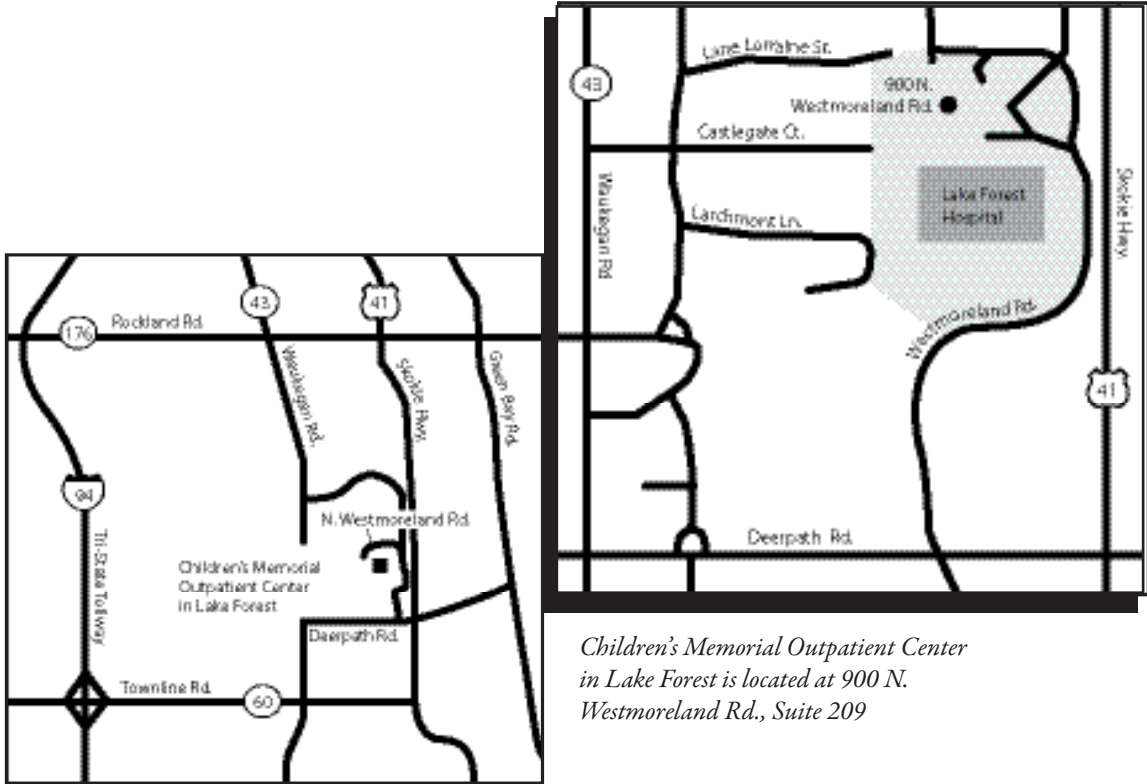 Lane Lorraine St.
43
900 N.
Westmoreland Rd.
Castlegate Ct.
Waukegan Rd
Skokie Hwy.
Lake Forest
Hospital
Larchmont Ln.
Westmoreland Rd.
41
Deerpath Rd.
43
41
176
Rockland Rd.
Waukegan Rd.
Skokie Hwy.
Green Bay Rd.
94
N. Westmoreland Rd.
Tri-State Tollway
Children's Memorial
Outpatient Center
in Lake Forest
Deerpath Rd.
Townline Rd.
60
Children’s Memorial Outpatient Center
in Lake Forest is located at 900 N.
Westmoreland Rd., Suite 209